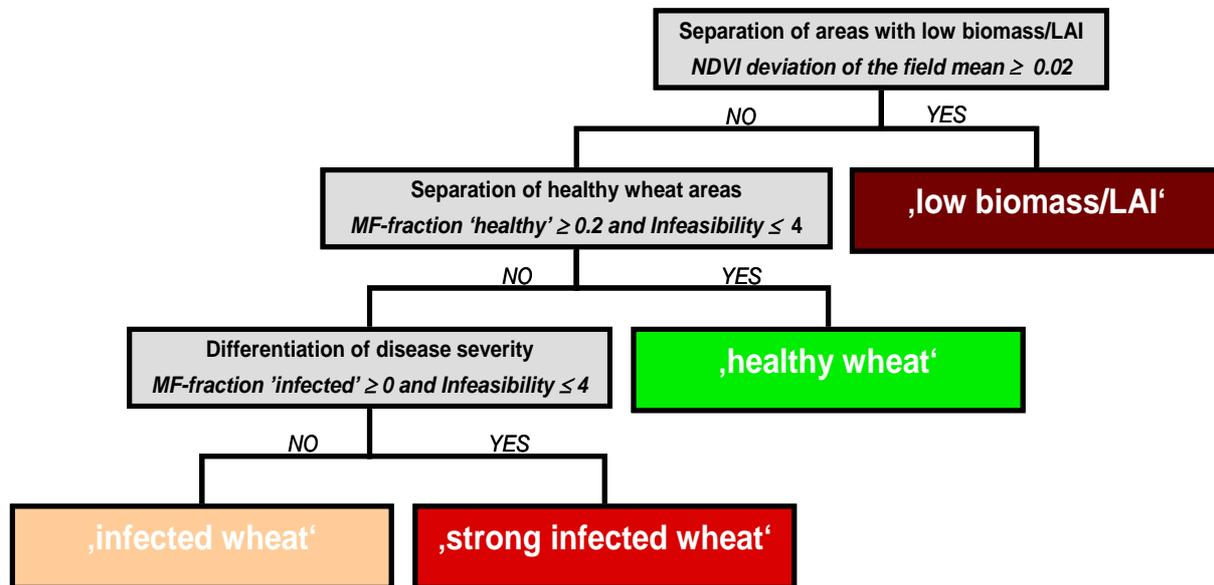 Separation of areas with low biomass/LAI
NDVI deviation of the field mean ≥ 0.02
NO
YES
Separation of healthy wheat areas
MF-fraction 'healthy' ≥ 0.2 and Infeasibility ≤ 4
‚low biomass/LAI‘
NO
YES
Differentiation of disease severity
MF-fraction ’infected’ ≥ 0 and Infeasibility ≤ 4
‚healthy wheat‘
NO
YES
‚infected wheat‘
‚strong infected wheat‘